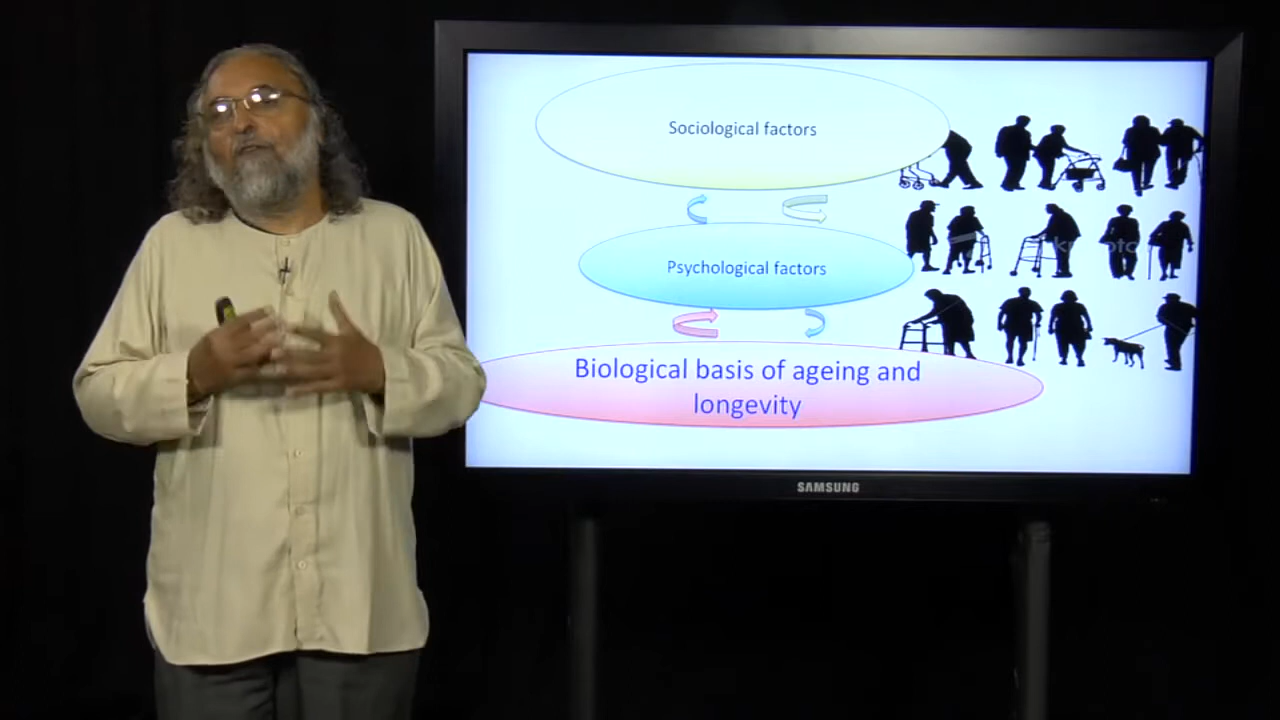 Sociological factors
Psychological factors
Biological basis of ageing and
longevity
SAMSUNG